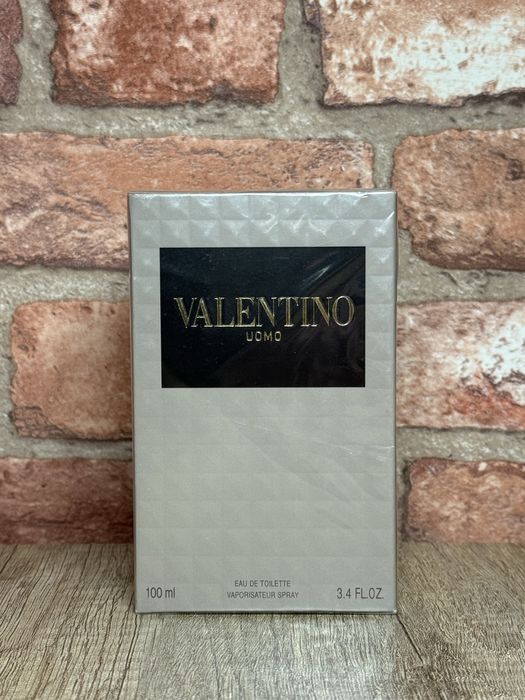 VALENTINO
UOMO
EAU DE TOILETTE
100 ml VAPORISATEUR SPRAY 3.4 FL.OZ